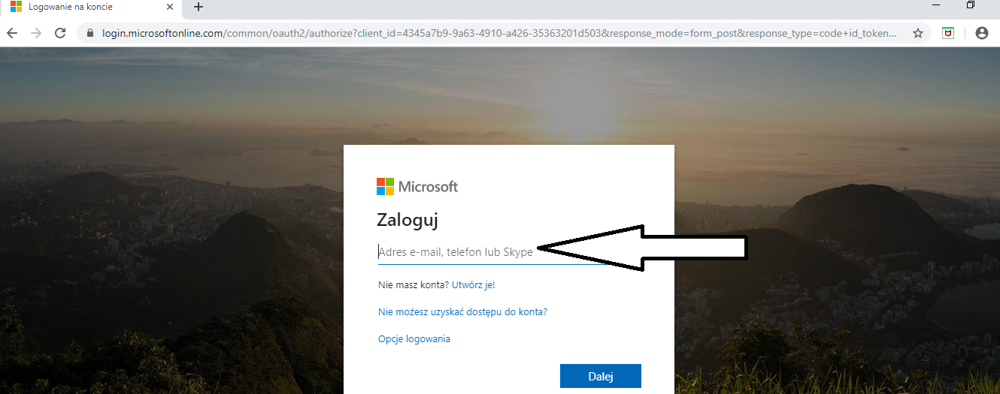 Logowanie na koncie
login.microsoftonline.com/common/oauth2/authorize?client_id=4345a7b9-9a63-4910-a426-35363201d503&response_mode=form_post&response_type=code+id_token...
Microsoft
Zaloguj
Adres e-mail, telefon lub Skype
Nie masz konta? Utwórz je!
Nie możesz uzyskać dostępu do konta?
Opcje logowania
Dalej